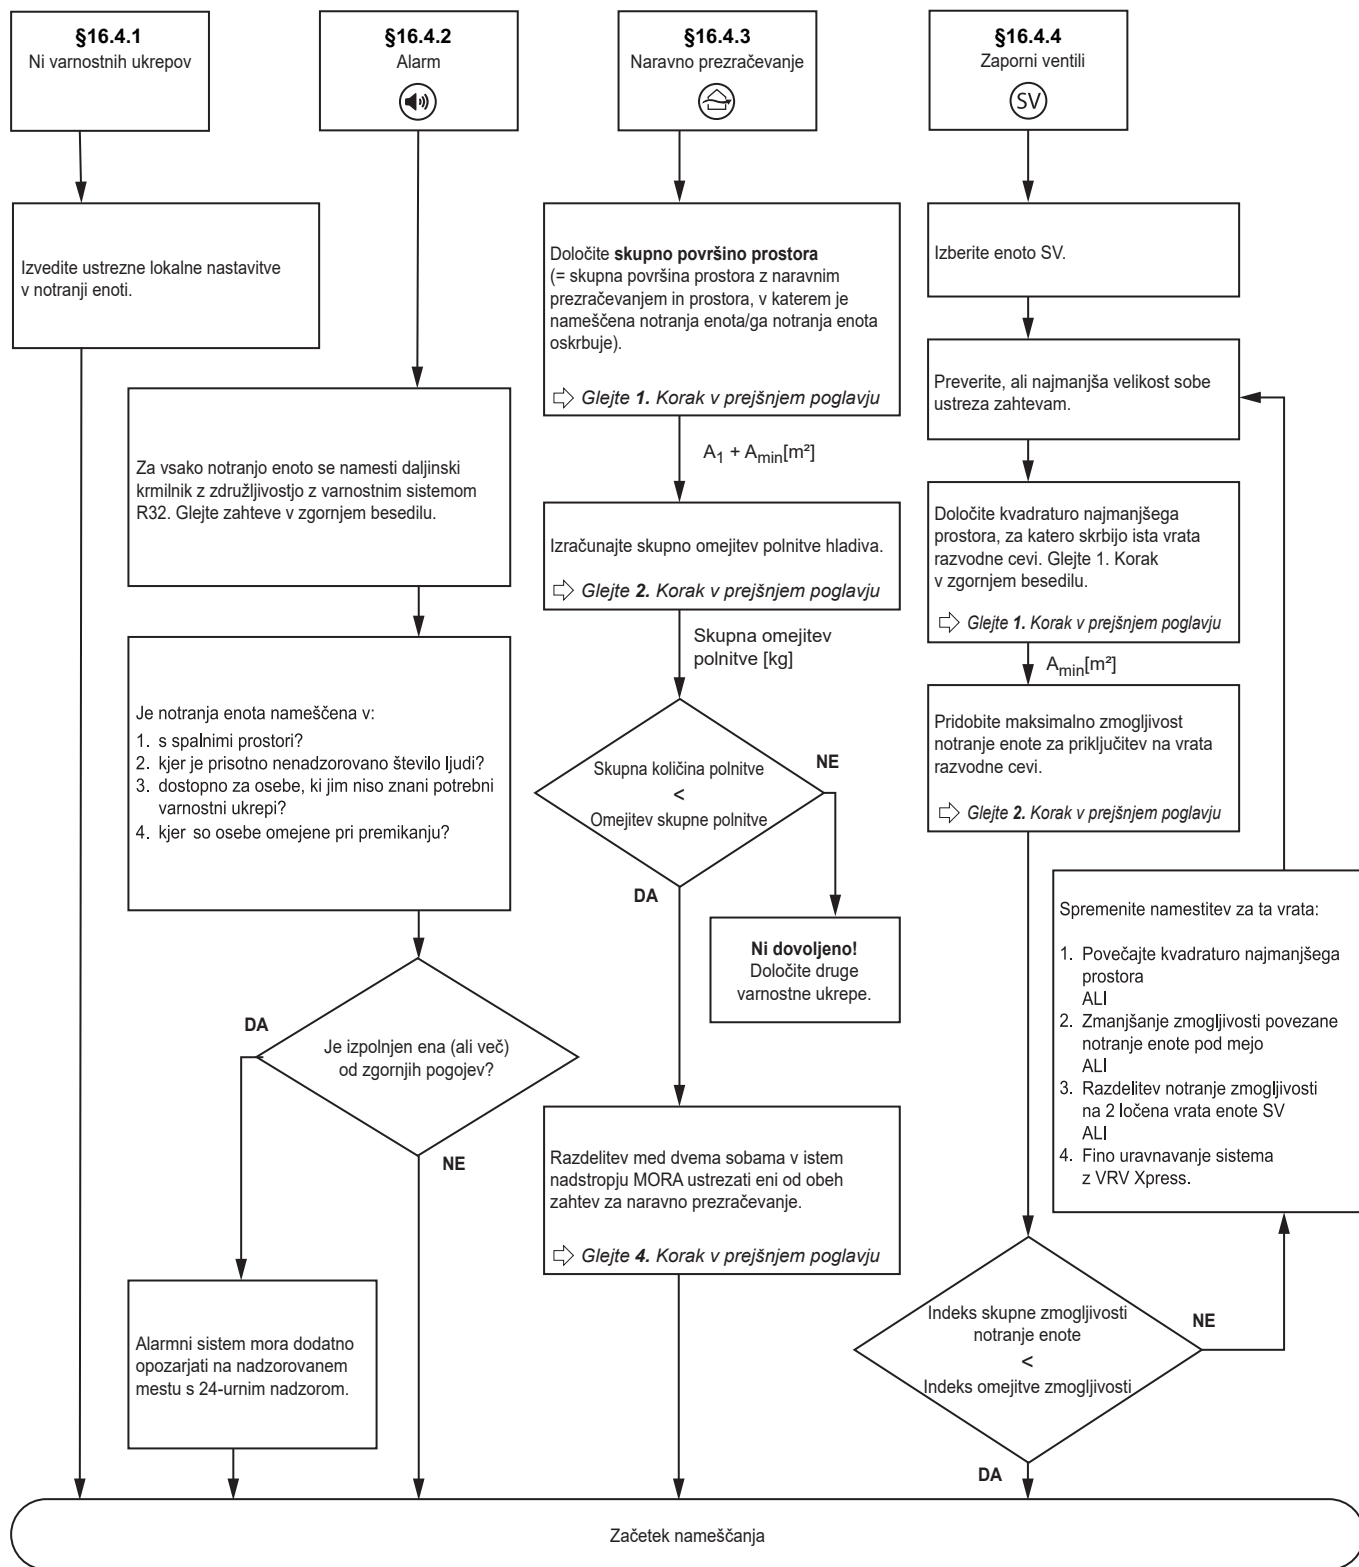 §16.4.1
Ni varnostnih ukrepov
§16.4.2
Alarm
§16.4.3
Naravno prezračevanje
§16.4.4
Zaporni ventili
SV
Izvedite ustrezne lokalne nastavitve
v notranji enoti.
Za vsako notranjo enoto se namesti daljinski
krmilnik z združljivostjo z varnostnim sistemom
R32. Glejte zahteve v zgornjem besedilu.
Je notranja enota nameščena v:
1. s spalnimi prostori?
2. kjer je prisotno nenadzorovano število ljudi?
3. dostopno za osebe, ki jim niso znani potrebni
varnostni ukrepi?
4. kjer so osebe omejene pri premikanju?
DA
Je izpolnjen ena (ali več)
od zgornjih pogojev?
NE
Alarmni sistem mora dodatno
opozarjati na nadzorovanem
mestu s 24-urnim nadzorom.
Določite skupno površino prostora
(= skupna površina prostora z naravnim
prezračevanjem in prostora, v katerem je
nameščena notranja enota/ga notranja enota
oskrbuje).
⇨ Glejte 1. Korak v prejšnjem poglavju
A1 + Amin[m²]
Izračunajte skupno omejitev polnitve hladiva.
⇨ Glejte 2. Korak v prejšnjem poglavju
Skupna omejitev
polnitve [kg]
Skupna količina polnitve
<
Omejitev skupne polnitve
NE
DA
Ni dovoljeno!
Določite druge
varnostne ukrepe.
Razdelitev med dvema sobama v istem
nadstropju MORA ustrezati eni od obeh
zahtev za naravno prezračevanje.
⇨ Glejte 4. Korak v prejšnjem poglavju
Izberite enoto SV.
Preverite, ali najmanjša velikost sobe
ustreza zahtevam.
Določite kvadraturo najmanjšega
prostora, za katero skrbijo ista vrata
razvodne cevi. Glejte 1. Korak
v zgornjem besedilu.
⇨ Glejte 1. Korak v prejšnjem poglavju
Amin[m²]
Pridobite maksimalno zmogljivost
notranje enote za priključitev na vrata
razvodne cevi.
⇨ Glejte 2. Korak v prejšnjem poglavju
Spremenite namestitev za ta vrata:
1. Povečajte kvadraturo najmanjšega
prostora
ALI
2. Zmanjšanje zmogljivosti povezane
notranje enote pod mejo
ALI
3. Razdelitev notranje zmogljivosti
na 2 ločena vrata enote SV
ALI
4. Fino uravnavanje sistema
z VRV Xpress.
Indeks skupne zmogljivosti
notranje enote
<
Indeks omejitve zmogljivosti
NE
DA
Začetek nameščanja